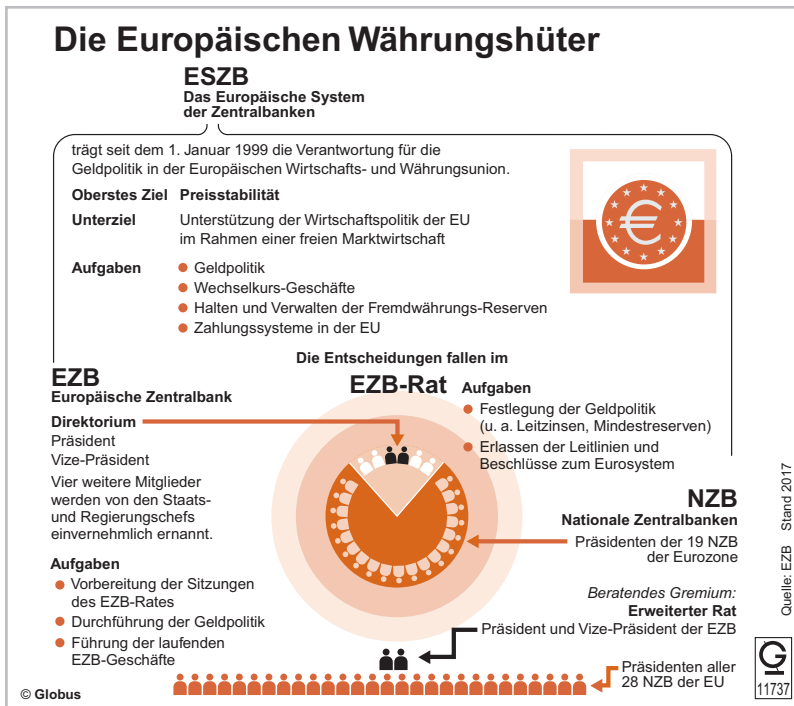 Die Europäischen Währungshüter
ESZB
Das Europäische System
der Zentralbanken
trägt seit dem 1. Januar 1999 die Verantwortung für die
Geldpolitik in der Europäischen Wirtschafts- und Währungsunion.
Oberstes Ziel Preisstabilität
Unterziel Unterstützung der Wirtschaftspolitik der EU
im Rahmen einer freien Marktwirtschaft
Aufgaben
● Geldpolitik
● Wechselkurs-Geschäfte
● Halten und Verwalten der Fremdwährungs-Reserven
● Zahlungssysteme in der EU
€
Die Entscheidungen fallen im
EZB-Rat
Aufgaben
● Festlegung der Geldpolitik
(u. a. Leitzinsen, Mindestreserven)
● Erlassen der Leitlinien und
Beschlüsse zum Eurosystem
EZB
Europäische Zentralbank
Direktorium
Präsident
Vize-Präsident
Vier weitere Mitglieder
werden von den Staats-
und Regierungschefs
einvernehmlich ernannt.
Aufgaben
● Vorbereitung der Sitzungen
des EZB-Rates
● Durchführung der Geldpolitik
● Führung der laufenden
EZB-Geschäfte
NZB
Nationale Zentralbanken
Präsidenten der 19 NZB
der Eurozone
Beratendes Gremium:
Erweiterter Rat
Präsident und Vize-Präsident der EZB
Präsidenten aller
28 NZB der EU
Quelle: EZB Stand 2017
G
11737
© Globus